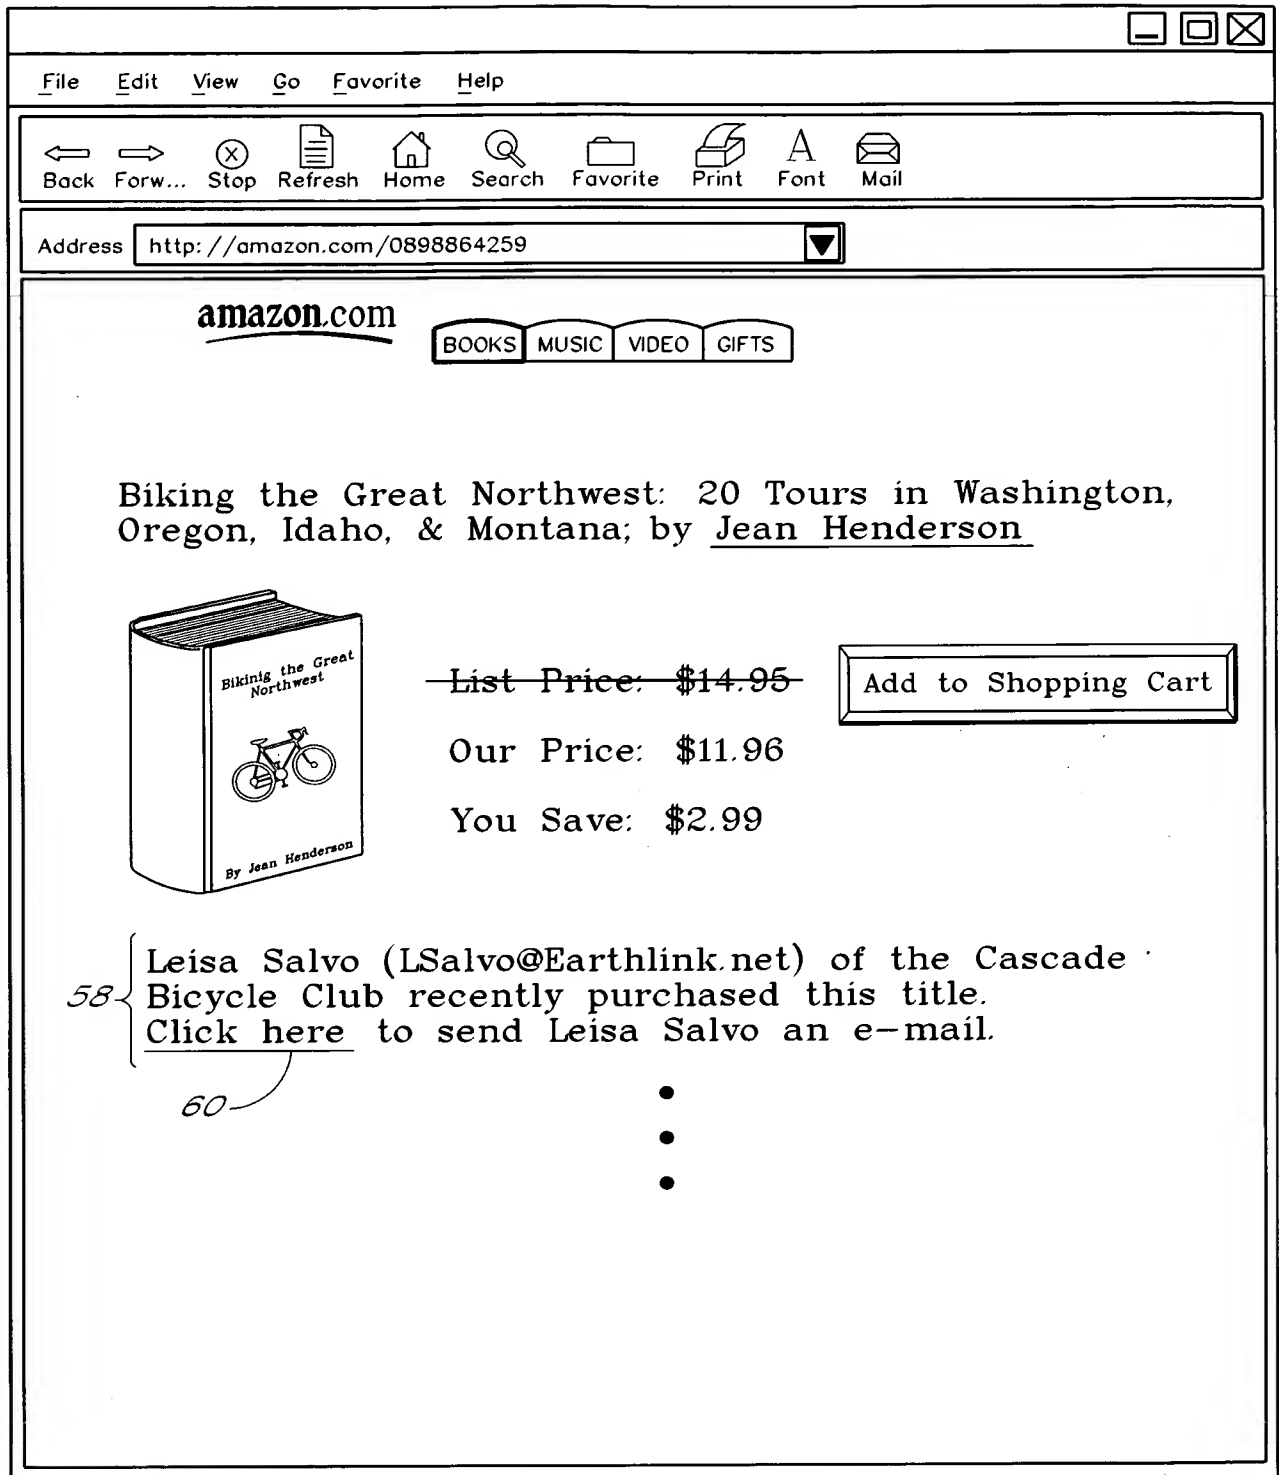 File Edit View Go Favorite Help
Back Forw... Stop Refresh Home Search Favorite Print Font Mail
Address http://amazon.com/0898864259
amazon.com
BOOKS MUSIC VIDEO GIFTS
Biking the Great Northwest: 20 Tours in Washington,
Oregon, Idaho, & Montana; by Jean Henderson
Bikinig the Great
Northwest
By Jean Henderson
List Price: $14.95
Add to Shopping Cart
Our Price: $11.96
You Save: $2.99
58
Leisa Salvo (LSalvo@Earthlink.net) of the Cascade
Bicycle Club recently purchased this title.
Click here to send Leisa Salvo an e-mail.
60